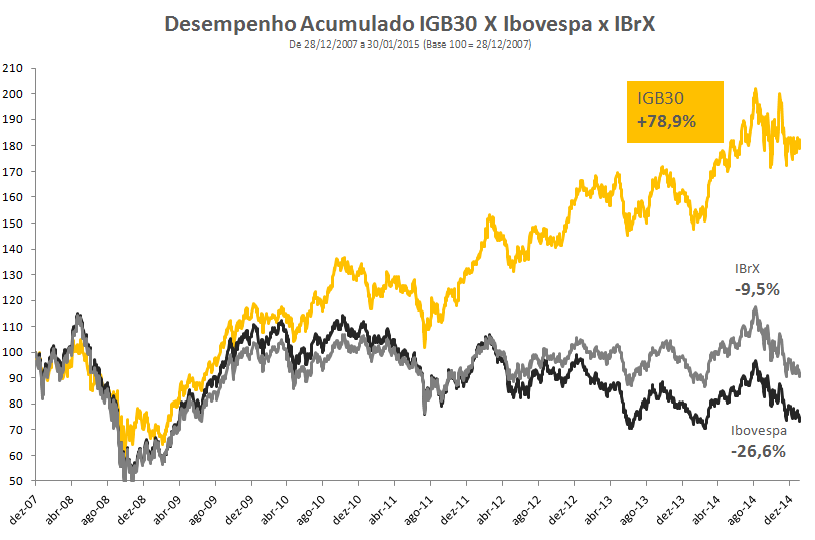 Desempenho Acumulado IGB30 X Ibovespa x IBrX
De 28/12/2007 a 30/01/2015 (Base 100 = 28/12/2007)
210
200
190
180
170
160
150
140
130
120
110
100
90
80
70
60
50
IGB30
+78,9%
IBrX
-9,5%
Ibovespa
-26,6%
dez-07
abr-08
ago-08
dez-08
abr-09
ago-09
dez-09
abr-10
ago-10
dez-10
abr-11
ago-11
dez-11
abr-12
ago-12
dez-12
abr-13
ago-13
dez-13
abr-14
ago-14
dez-14